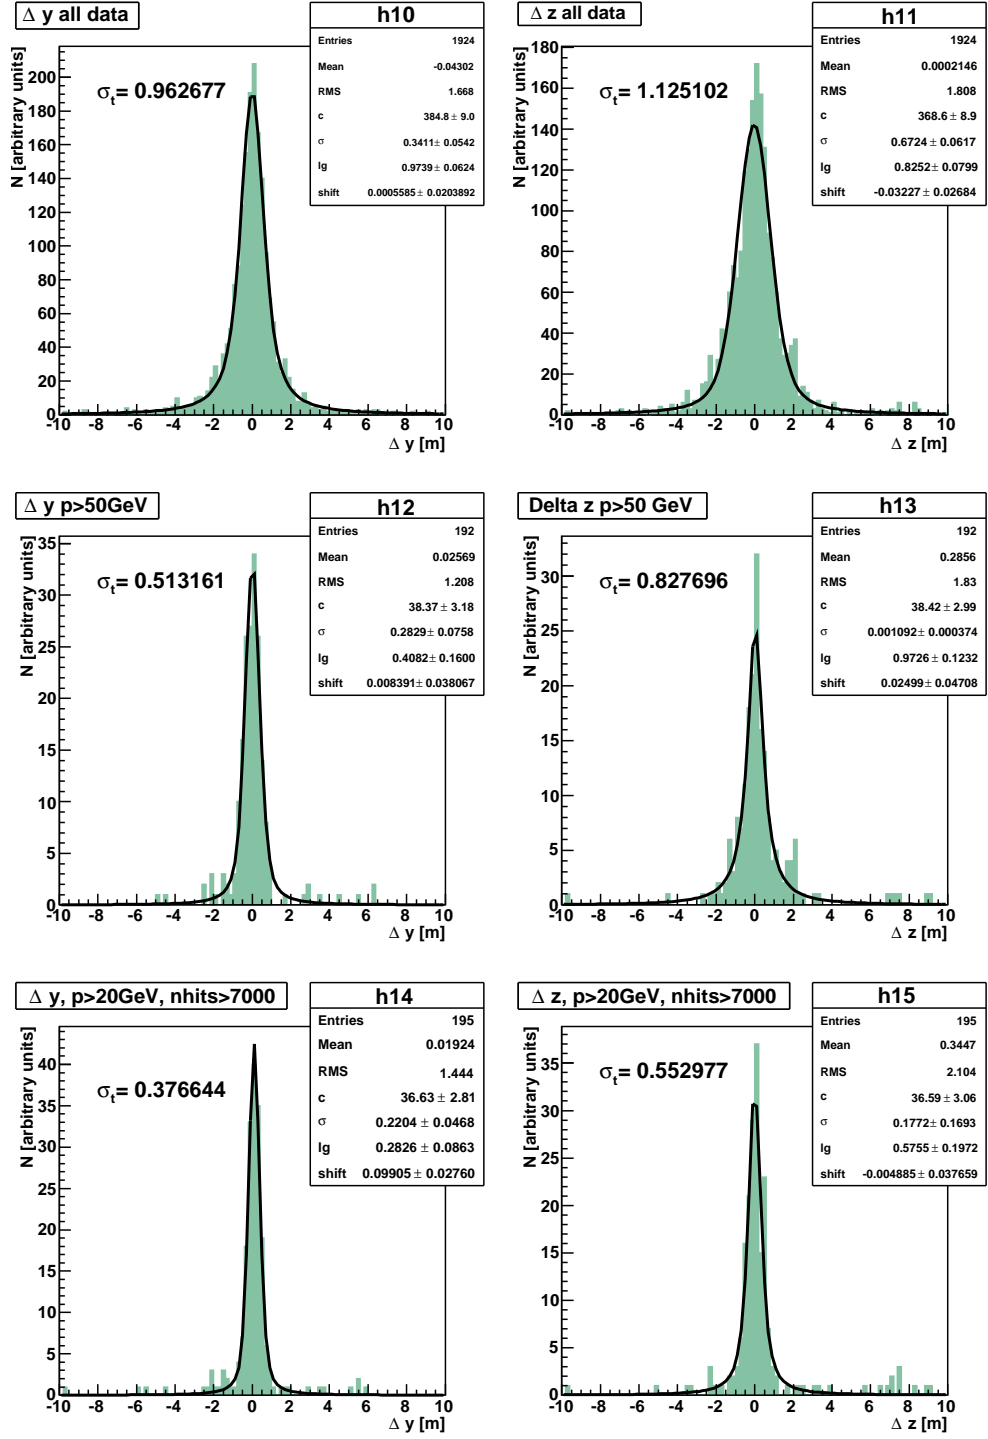 Δ y all data
h10
Entries 1924
Mean -0.04302
RMS 1.668
c 384.8 ± 9.0
σ 0.3411 ± 0.0542
lg 0.9739 ± 0.0624
shift 0.0005585 ± 0.0203892
σt= 0.962677
N [arbitrary units]
200
180
160
140
120
100
80
60
40
20
0
-10 -8 -6 -4 -2 0 2 4 6 8 10
Δ y [m]
Δ z all data
h11
Entries 1924
Mean 0.0002146
RMS 1.808
c 368.6 ± 8.9
σ 0.6724 ± 0.0617
lg 0.8252 ± 0.0799
shift -0.03227 ± 0.02684
σt= 1.125102
N [arbitrary units]
180
160
140
120
100
80
60
40
20
0
-10 -8 -6 -4 -2 0 2 4 6 8 10
Δ z [m]
Δ y p>50GeV
h12
Entries 192
Mean 0.02569
RMS 1.208
c 38.37 ± 3.18
σ 0.2829 ± 0.0758
lg 0.4082 ± 0.1600
shift 0.008391 ± 0.038067
σt= 0.513161
N [arbitrary units]
35
30
25
20
15
10
5
0
-10 -8 -6 -4 -2 0 2 4 6 8 10
Δ y [m]
Delta z p>50 GeV
h13
Entries 192
Mean 0.2856
RMS 1.83
c 38.42 ± 2.99
σ 0.001092 ± 0.000374
lg 0.9726 ± 0.1232
shift 0.02499 ± 0.04708
σt= 0.827696
N [arbitrary units]
30
25
20
15
10
5
0
-10 -8 -6 -4 -2 0 2 4 6 8 10
Δ z [m]
Δ y, p>20GeV, nhits>7000
h14
Entries 195
Mean 0.01924
RMS 1.444
c 36.63 ± 2.81
σ 0.2204 ± 0.0468
lg 0.2826 ± 0.0863
shift 0.09905 ± 0.02760
σt= 0.376644
N [arbitrary units]
40
35
30
25
20
15
10
5
0
-10 -8 -6 -4 -2 0 2 4 6 8 10
Δ y [m]
Δ z, p>20GeV, nhits>7000
h15
Entries 195
Mean 0.3447
RMS 2.104
c 36.59 ± 3.06
σ 0.1772 ± 0.1693
lg 0.5755 ± 0.1972
shift -0.004885 ± 0.037659
σt= 0.552977
N [arbitrary units]
35
30
25
20
15
10
5
0
-10 -8 -6 -4 -2 0 2 4 6 8 10
Δ z [m]